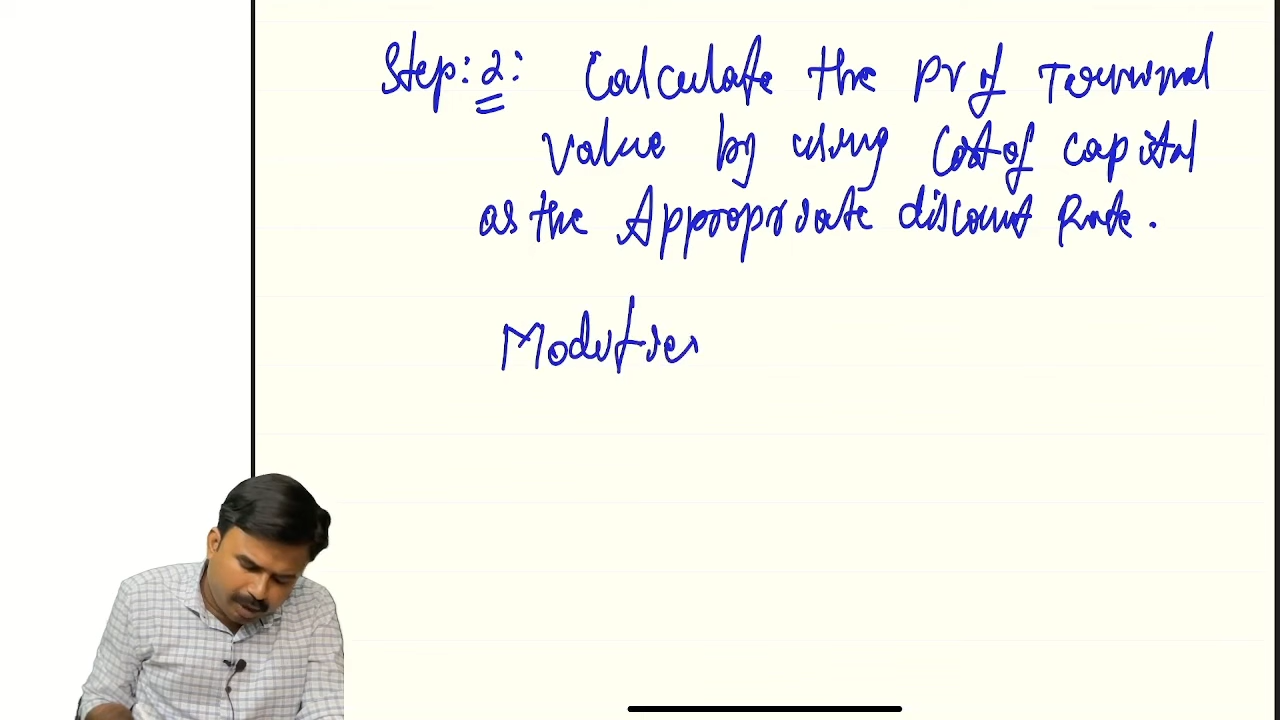 Step: 2: Calculate the PV of Terminal
Value by using Cost of capital
as the Appropriate discount Rate.
Modifier